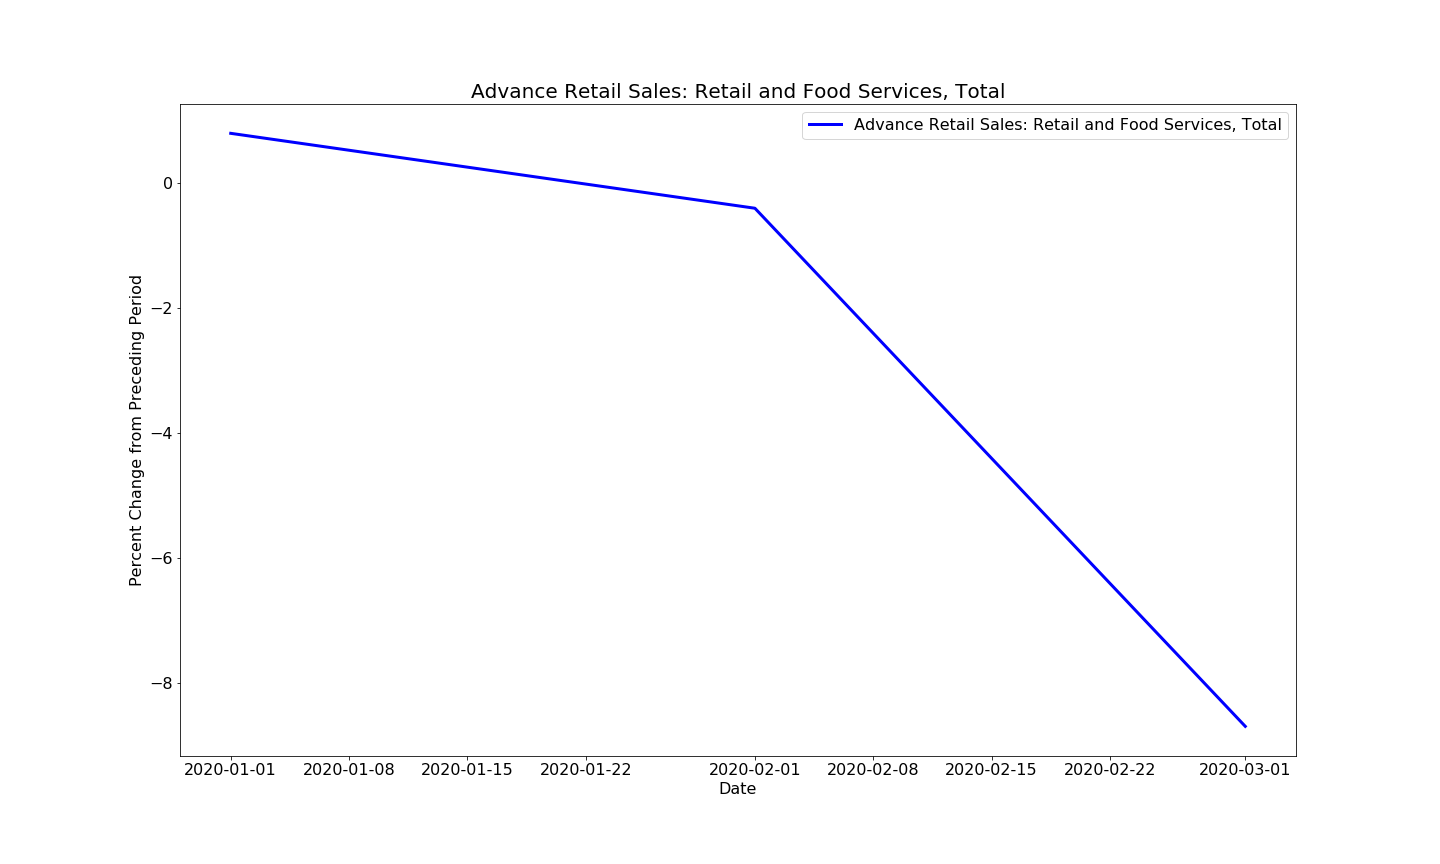 Advance Retail Sales: Retail and Food Services, Total
Advance Retail Sales: Retail and Food Services, Total
Percent Change from Preceding Period
0
−2
−4
−6
−8
2020-01-01 2020-01-08 2020-01-15 2020-01-22 2020-02-01 2020-02-08 2020-02-15 2020-02-22 2020-03-01
Date